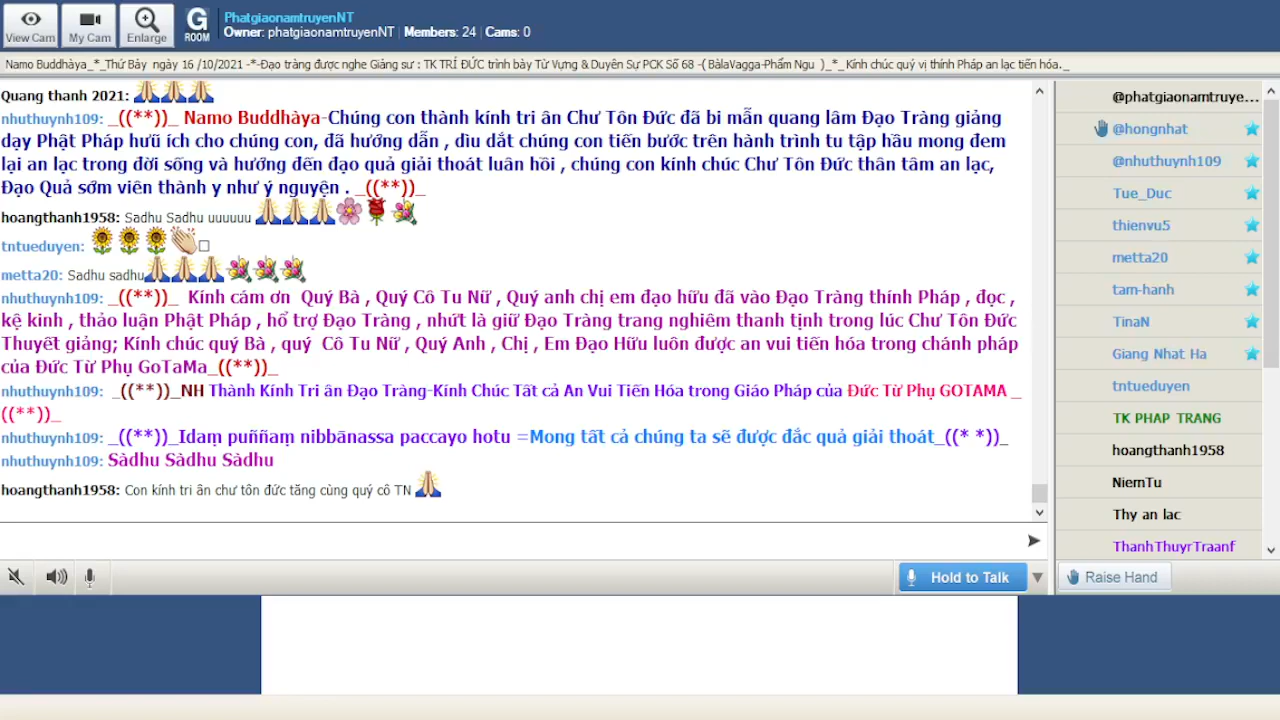 View Cam
My Cam
Enlarge
G
ROOM
PhatgiaonamtruyenNT
Owner: phatgiaonamtruyenNT | Members: 24 | Cams: 0
Namo Buddhàya_*_Thứ Bảy ngày 16 /10/2021 -*-Đạo tràng được nghe Giảng sư : TK TRÍ ĐỨC trình bày Từ Vựng & Duyên Sự PCK Số 68 -( BàlaVagga-Phẩm Ngu )_*_ Kính chúc quý vị thính Pháp an lạc tiến hóa._
Quang thanh 2021:
nhuthuynh109: _((**))_ Namo Buddhàya-Chúng con thành kính tri ân Chư Tôn Đức đã bi mẫn quang lâm Đạo Tràng giảng
dạy Phật Pháp hưũ ích cho chúng con, đã hướng dẫn , dìu dắt chúng con tiến bước trên hành trình tu tập hầu mong đem
lại an lạc trong đời sống và hướng đến đạo quả giải thoát luân hồi , chúng con kính chúc Chư Tôn Đức thân tâm an lạc,
Đạo Quả sớm viên thành y như ý nguyện . _((**))_
hoangthanh1958: Sadhu Sadhu uuuuuu
tntueduyen:
metta20: Sadhu sadhu
nhuthuynh109: _((**))_ Kính cám ơn Quý Bà , Quý Cô Tu Nữ , Quý anh chị em đạo hữu đã vào Đạo Tràng thính Pháp , đọc ,
kệ kinh , thảo luận Phật Pháp , hổ trợ Đạo Tràng , nhứt là giữ Đạo Tràng trang nghiêm thanh tịnh trong lúc Chư Tôn Đức
Thuyết giảng; Kính chúc quý Bà , quý Cô Tu Nữ , Quý Anh , Chị , Em Đạo Hữu luôn được an vui tiến hóa trong chánh pháp
của Đức Từ Phụ GoTaMa_((**))_
nhuthuynh109: _((**))_NH Thành Kính Tri ân Đạo Tràng-Kính Chúc Tất cả An Vui Tiến Hóa trong Giáo Pháp của Đức Từ Phụ GOTAMA _
((**))_
nhuthuynh109: _((**))_Idaṃ puññaṃ nibbānassa paccayo hotu =Mong tất cả chúng ta sẽ được đắc quả giải thoát_((* *))_
nhuthuynh109: Sàdhu Sàdhu Sàdhu
hoangthanh1958: Con kính tri ân chư tôn đức tăng cùng quý cô TN
@phatgiaonamtruye...
@hongnhat
@nhuthuynh109
Tue_Duc
thienvu5
metta20
tam-hanh
TinaN
Giang Nhat Ha
tntueduyen
TK PHAP TRANG
hoangthanh1958
NiemTu
Thy an lac
ThanhThuyrTraanf
Hold to Talk
Raise Hand